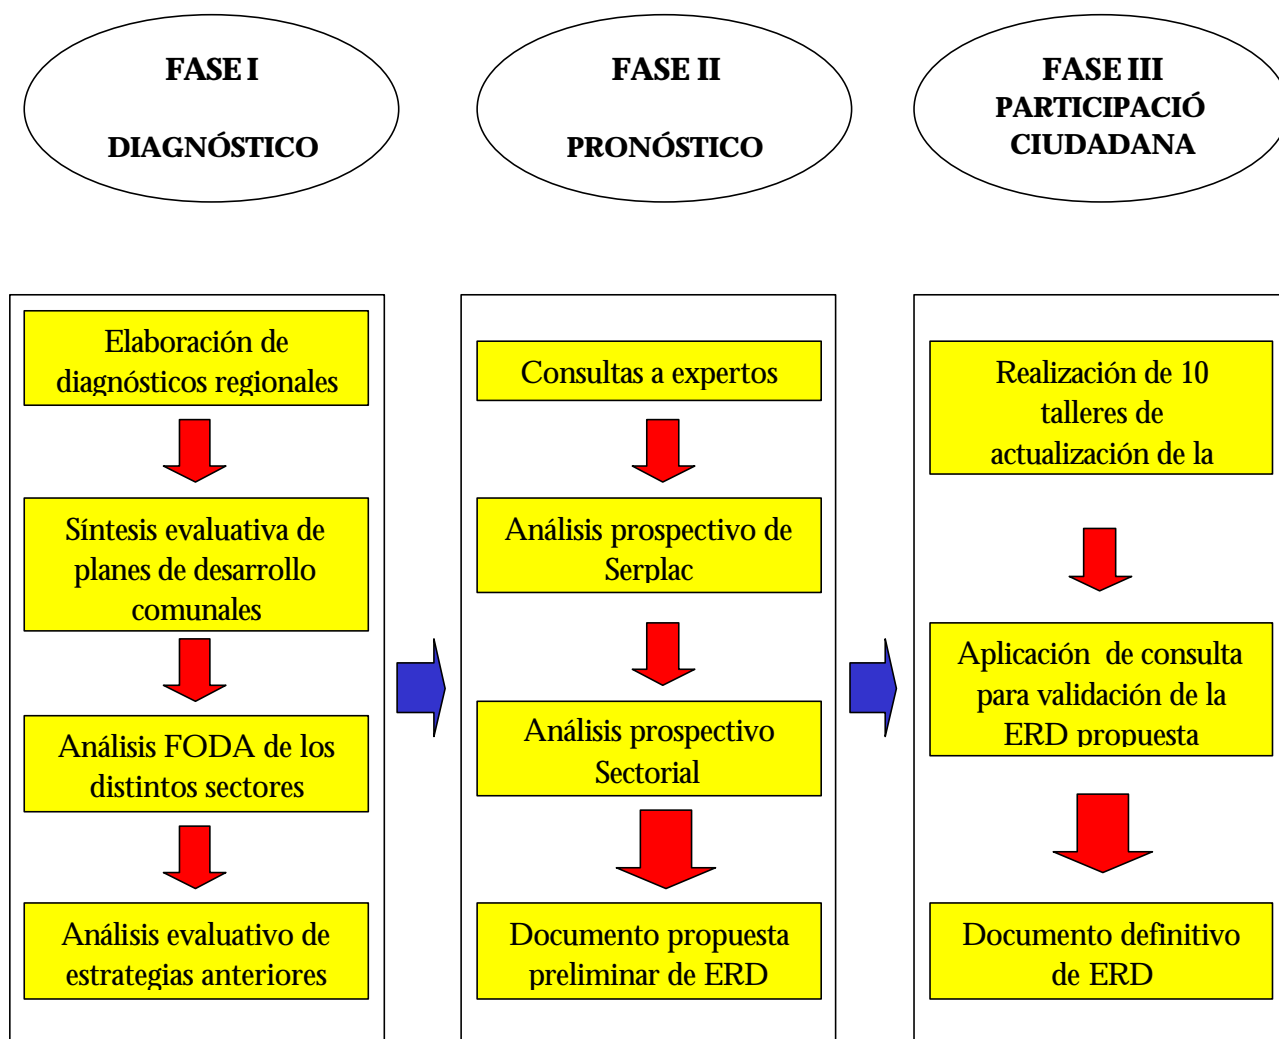 FASE I
DIAGNÓSTICO
FASE II
PRONÓSTICO
FASE III
PARTICIPACIÓ
CIUDADANA
Elaboración de
diagnósticos regionales
Síntesis evaluativa de
planes de desarrollo
comunales
Análisis FODA de los
distintos sectores
Análisis evaluativo de
estrategias anteriores
Consultas a expertos
Análisis prospectivo de
Serplac
Análisis prospectivo
Sectorial
Documento propuesta
preliminar de ERD
Realización de 10
talleres de
actualización de la
Aplicación de consulta
para validación de la
ERD propuesta
Documento definitivo
de ERD